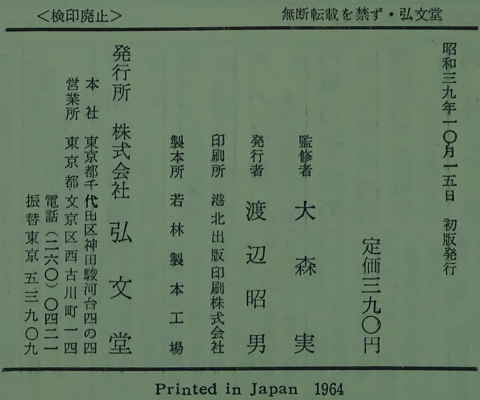 ＜検印廃止＞
無断転載を禁ず・弘文堂
昭和三九年一〇月一五日　初版発行
定価三九〇円
監修者　大森実
発行者　渡辺昭男
印刷所　港北出版印刷株式会社
製本所　若林製本工場
発行所　株式会社　弘文堂
本社　東京都千代田区神田駿河台四の四
営業所　東京都文京区西古川町一四
電話（二六〇）〇四二一
振替東京　五三九〇九
Printed in Japan 1964